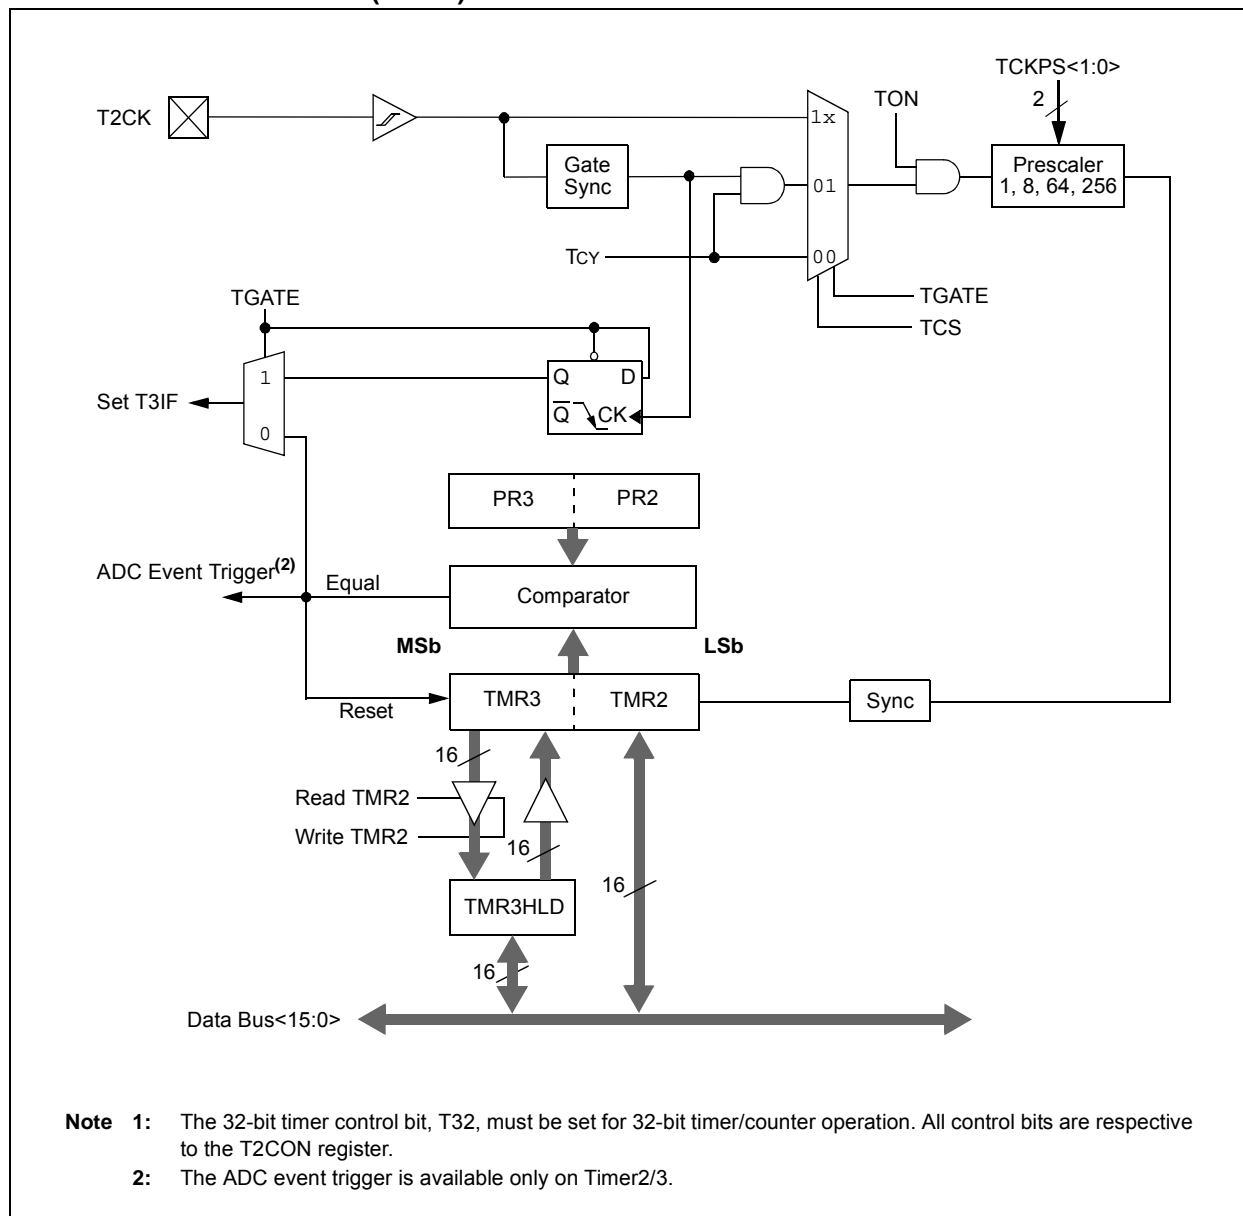 TCKPS<1:0>
2
TON
T2CK
1x
Gate
Sync
Prescaler
1, 8, 64, 256
01
TCY
00
TGATE
TCS
TGATE
1
Q D
Set T3IF
Q CK
0
PR3 PR2
ADC Event Trigger(2)
Equal
Comparator
MSb LSb
TMR3 TMR2
Sync
Reset
16
Read TMR2
Write TMR2
16
16
TMR3HLD
16
Data Bus<15:0>
Note 1: The 32-bit timer control bit, T32, must be set for 32-bit timer/counter operation. All control bits are respective
to the T2CON register.
2: The ADC event trigger is available only on Timer2/3.